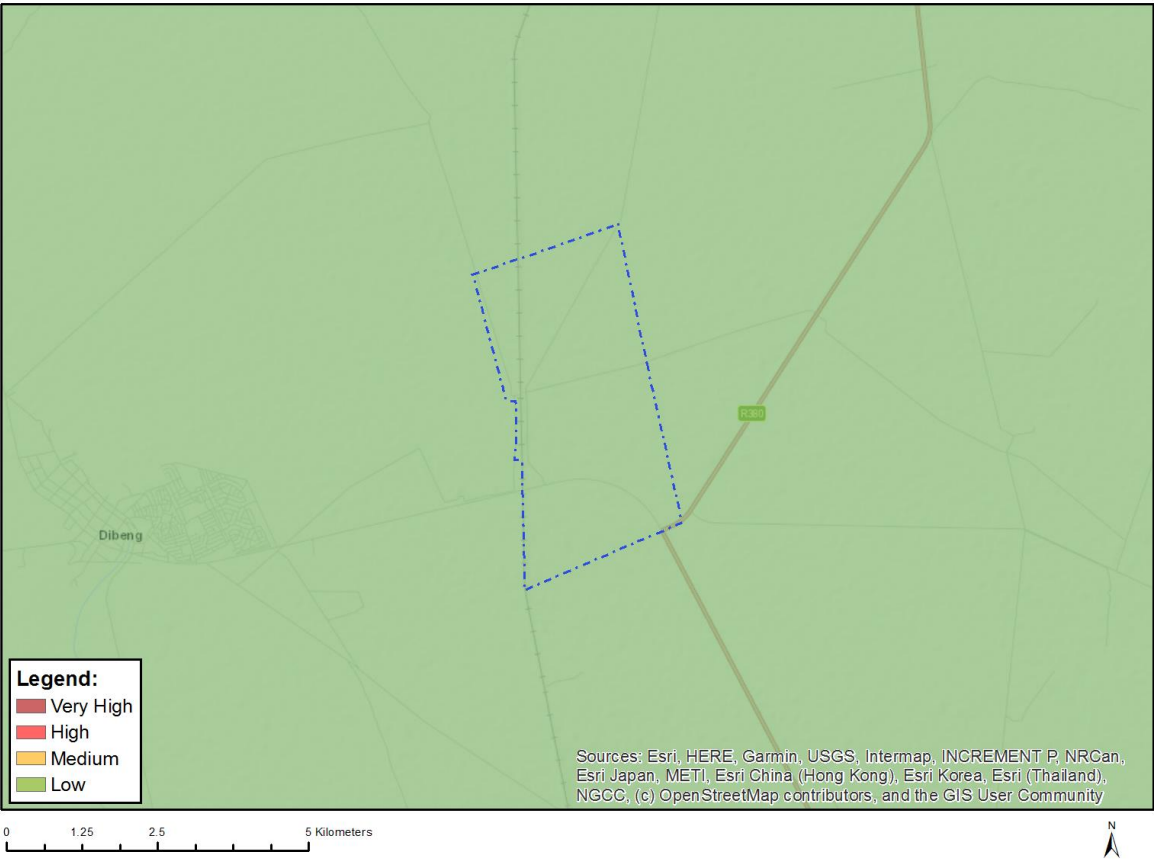 R380
Dibeng
Legend:
Very High
High
Medium
Low
Sources: Esri, HERE, Garmin, USGS, Intermap, INCREMENT P, NRCan,
Esri Japan, METI, Esri China (Hong Kong), Esri Korea, Esri (Thailand),
NGCC, (c) OpenStreetMap contributors, and the GIS User Community
0 1.25 2.5 5 Kilometers
N